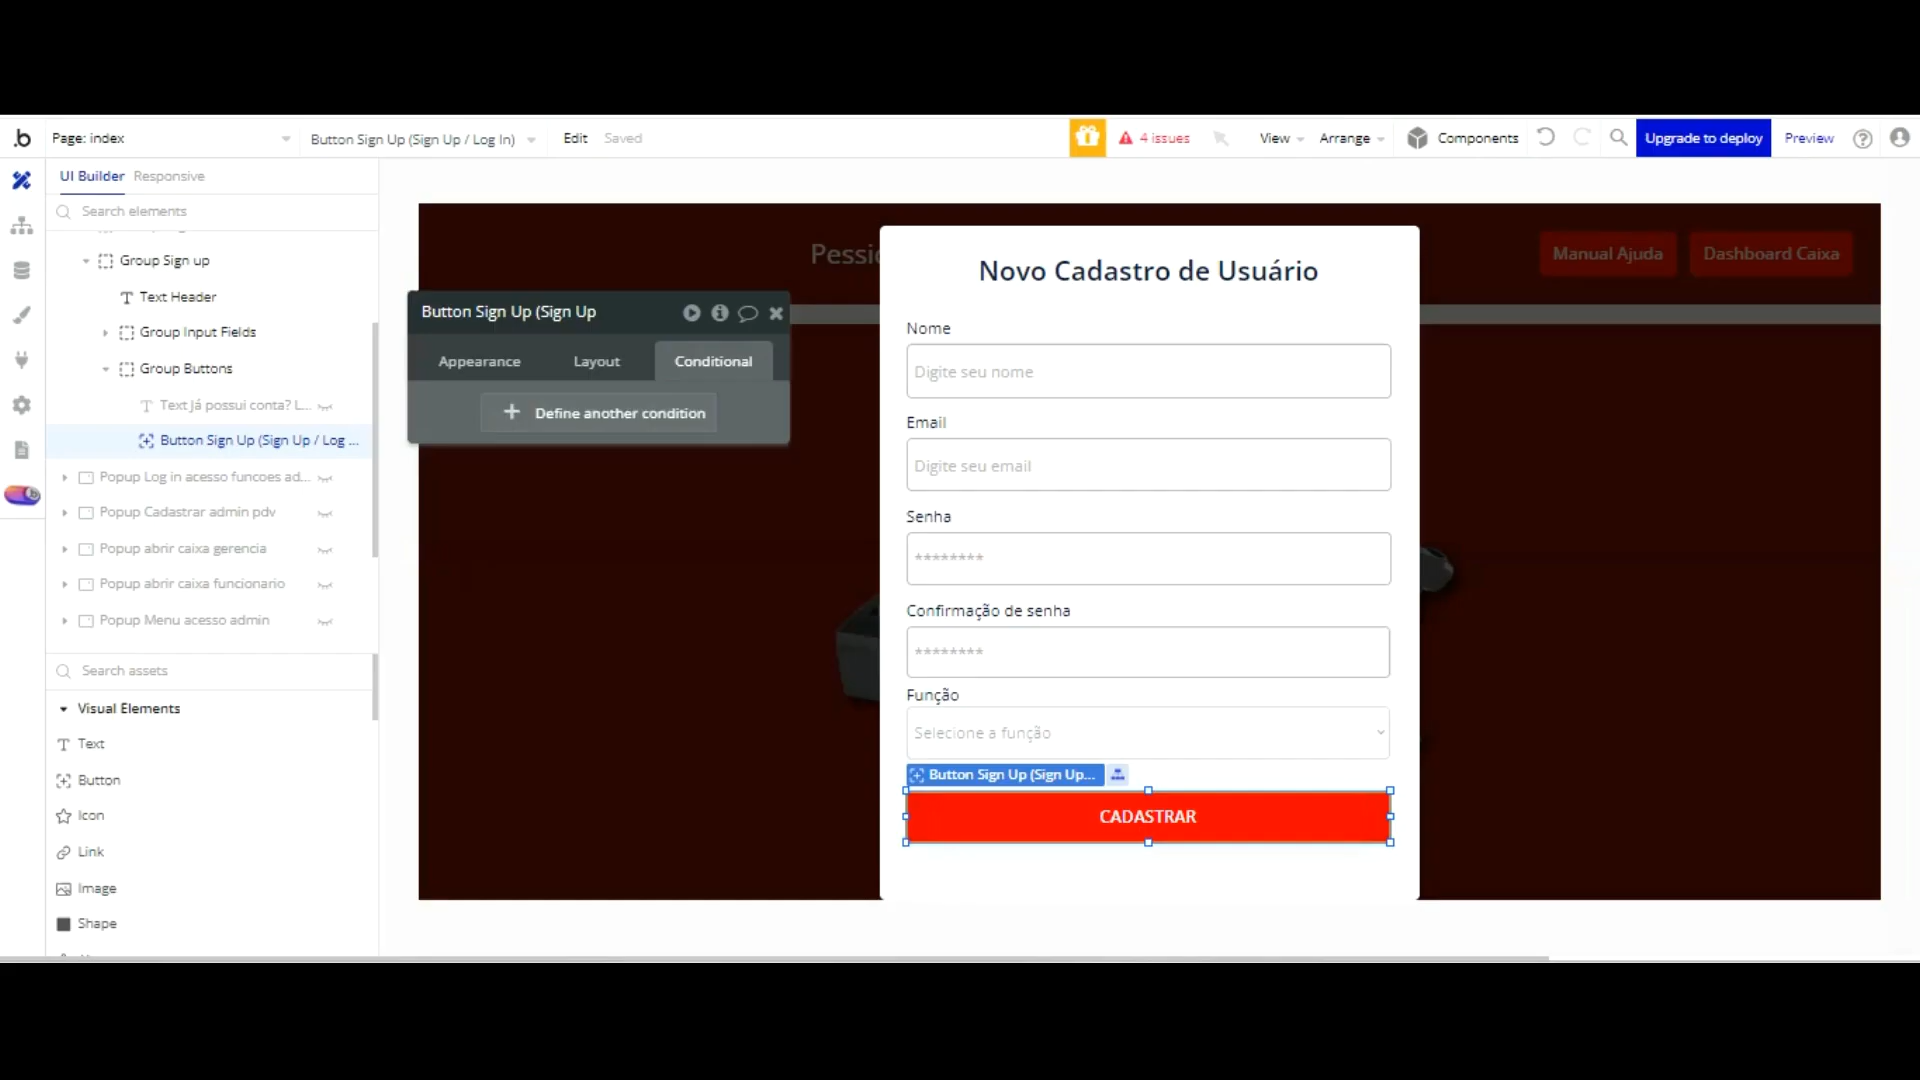 .b
Page: index
Button Sign Up (Sign Up / Log In)
Edit
Saved
4 issues
View
Arrange
Components
Upgrade to deploy
Preview
UI Builder
Responsive
Search elements
Group Sign up
Text Header
Group Input Fields
Group Buttons
Text Já possui conta? L...
Button Sign Up (Sign Up / Log ...
Popup Log in acesso funcoes ad...
Popup Cadastrar admin pdv
Popup abrir caixa gerencia
Popup abrir caixa funcionario
Popup Menu acesso admin
Search assets
Visual Elements
Text
Button
Icon
Link
Image
Shape
Button Sign Up (Sign Up
Appearance
Layout
Conditional
Define another condition
Manual Ajuda
Dashboard Caixa
Novo Cadastro de Usuário
Nome
Digite seu nome
Email
Digite seu email
Senha
********
Confirmação de senha
********
Função
Selecione a função
Button Sign Up (Sign Up...
CADASTRAR